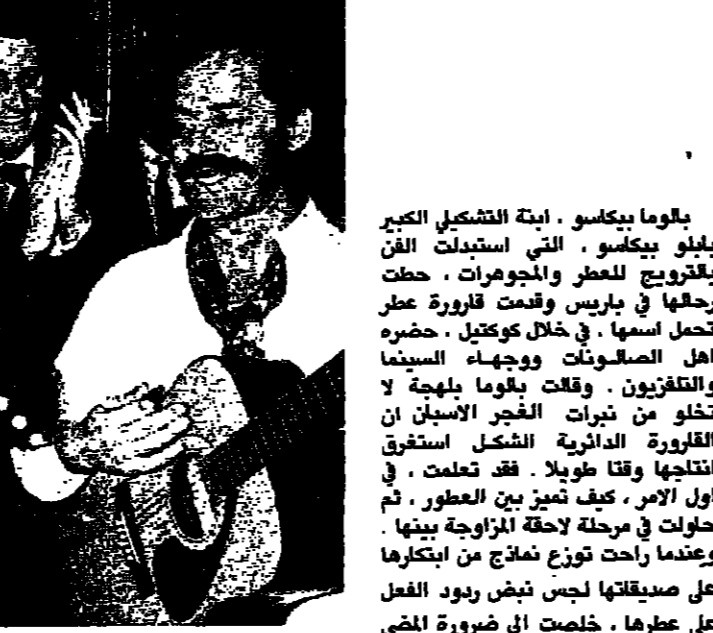 بالوما بيكاسو ، ابنة التشكيلي الكبير
بابلو بيكاسو ، التي استبدلت الفن
بالترويج للعطر والمجوهرات ، حطت
رحالها في باريس وقدمت قارورة عطر
تحمل اسمها ، في خلال كوكتيل ، حضره
اهل الصالونات ووجهاء السينما
والتلفزيون . وقالت بالوما بلهجة لا
تخلو من نبرات الغجر الاسبان ان
القارورة الدائرية الشكل استغرق
انتاجها وقتا طويلا . فقد تعلمت ، في
اول الامر ، كيف تميز بين العطور ، ثم
حاولت في مرحلة لاحقة المزاوجة بينها .
وعندما راحت توزع نماذج من ابتكارها
على صديقاتها لجس نبض ردود الفعل
على عطرها ، خلصت الى ضرورة المضي